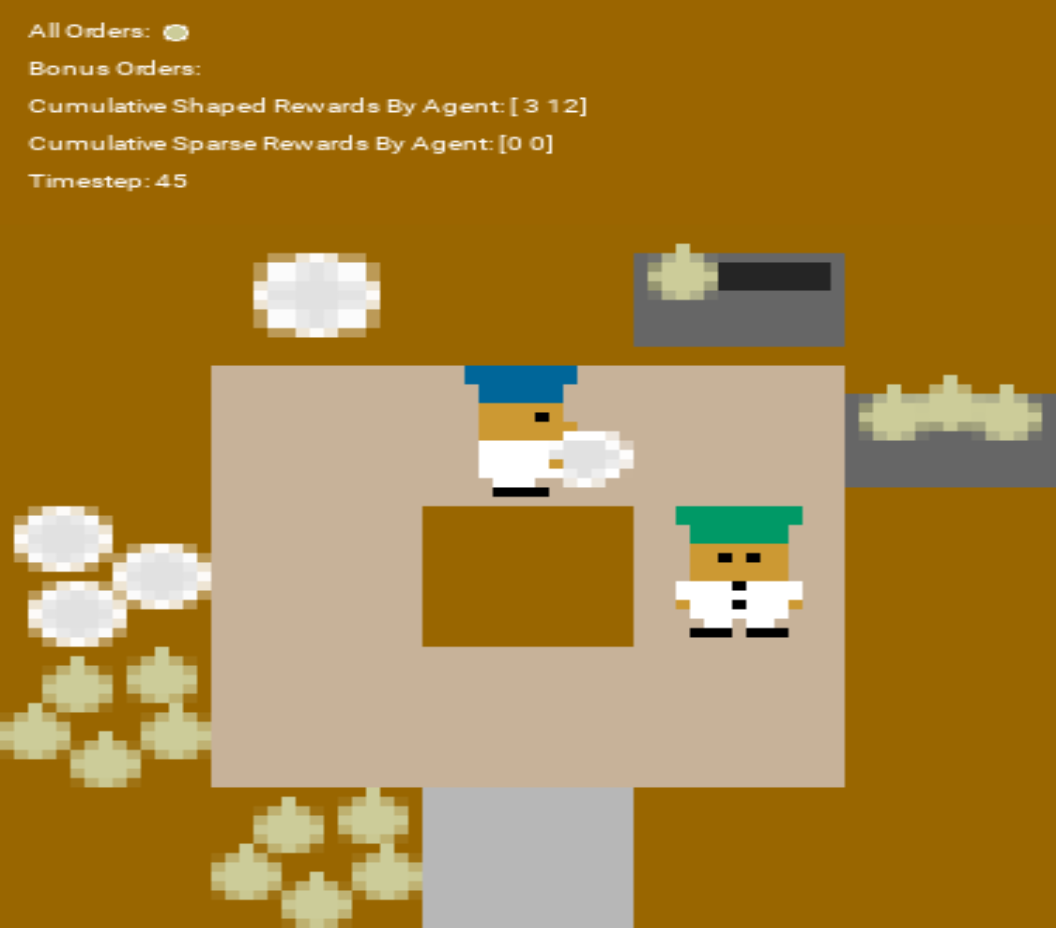 All Orders:
Bonus Orders:
Cumulative Shaped Rewards By Agent: [ 3 12]
Cumulative Sparse Rewards By Agent: [0 0]
Timestep: 45